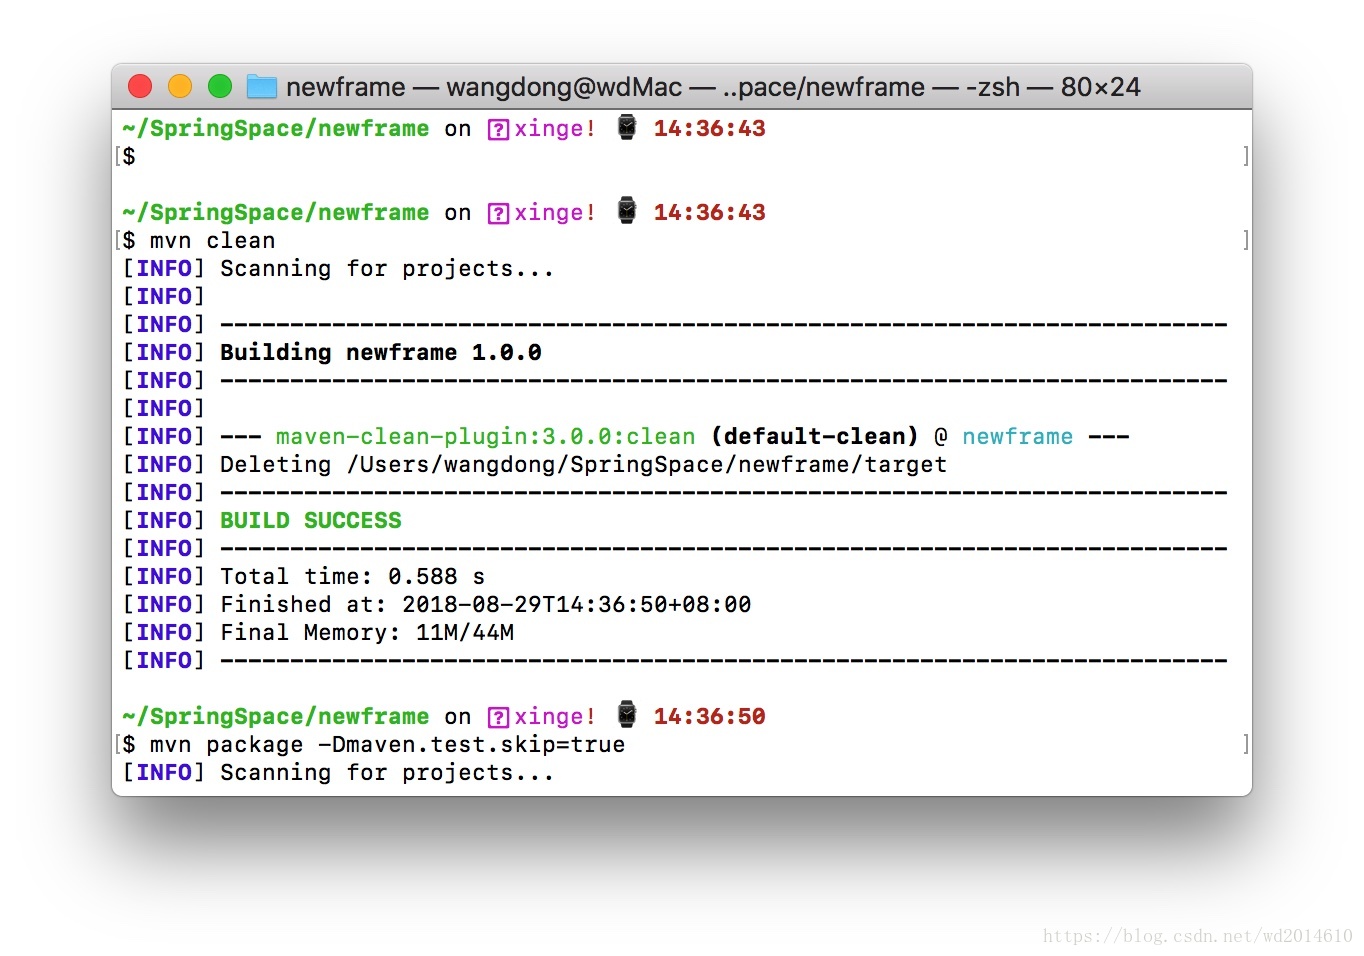 newframe — wangdong@wdMac — ..pace/newframe — -zsh — 80×24
~/SpringSpace/newframe on ?xinge! ⌚ 14:36:43
[$ ]
~/SpringSpace/newframe on ?xinge! ⌚ 14:36:43
[$ mvn clean ]
[INFO] Scanning for projects...
[INFO]
[INFO] ------------------------------------------------------------------------
[INFO] Building newframe 1.0.0
[INFO] ------------------------------------------------------------------------
[INFO]
[INFO] --- maven-clean-plugin:3.0.0:clean (default-clean) @ newframe ---
[INFO] Deleting /Users/wangdong/SpringSpace/newframe/target
[INFO] ------------------------------------------------------------------------
[INFO] BUILD SUCCESS
[INFO] ------------------------------------------------------------------------
[INFO] Total time: 0.588 s
[INFO] Finished at: 2018-08-29T14:36:50+08:00
[INFO] Final Memory: 11M/44M
[INFO] ------------------------------------------------------------------------
~/SpringSpace/newframe on ?xinge! ⌚ 14:36:50
[$ mvn package -Dmaven.test.skip=true ]
[INFO] Scanning for projects...
https://blog.csdn.net/wd2014610